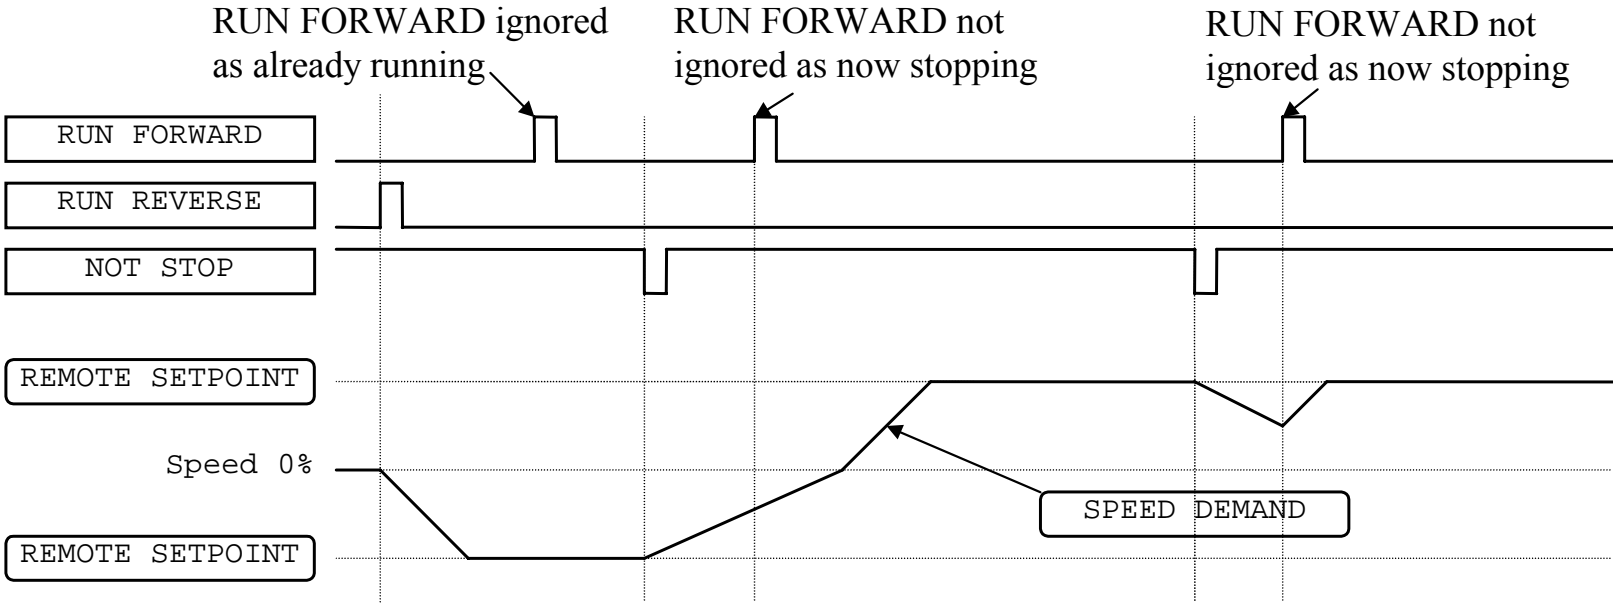 RUN FORWARD ignored
as already running
RUN FORWARD not
ignored as now stopping
RUN FORWARD not
ignored as now stopping
RUN FORWARD
RUN REVERSE
NOT STOP
REMOTE SETPOINT
Speed 0%
SPEED DEMAND
REMOTE SETPOINT